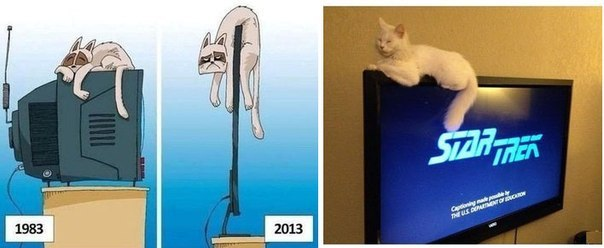 1983
2013
STAR TREK
Captioning made possible by
THE U.S. DEPARTMENT OF EDUCATION